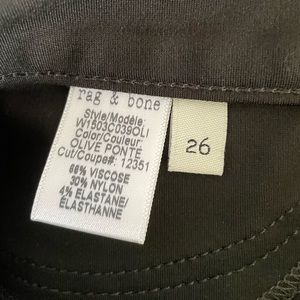 rag & bone
Style/Modèle:
W1503C039OLI
Color/Couleur:
OLIVE PONTE
Cut/Coupe#: 12351
66% VISCOSE
30% NYLON
4% ELASTANE/
ELASTHANNE
26